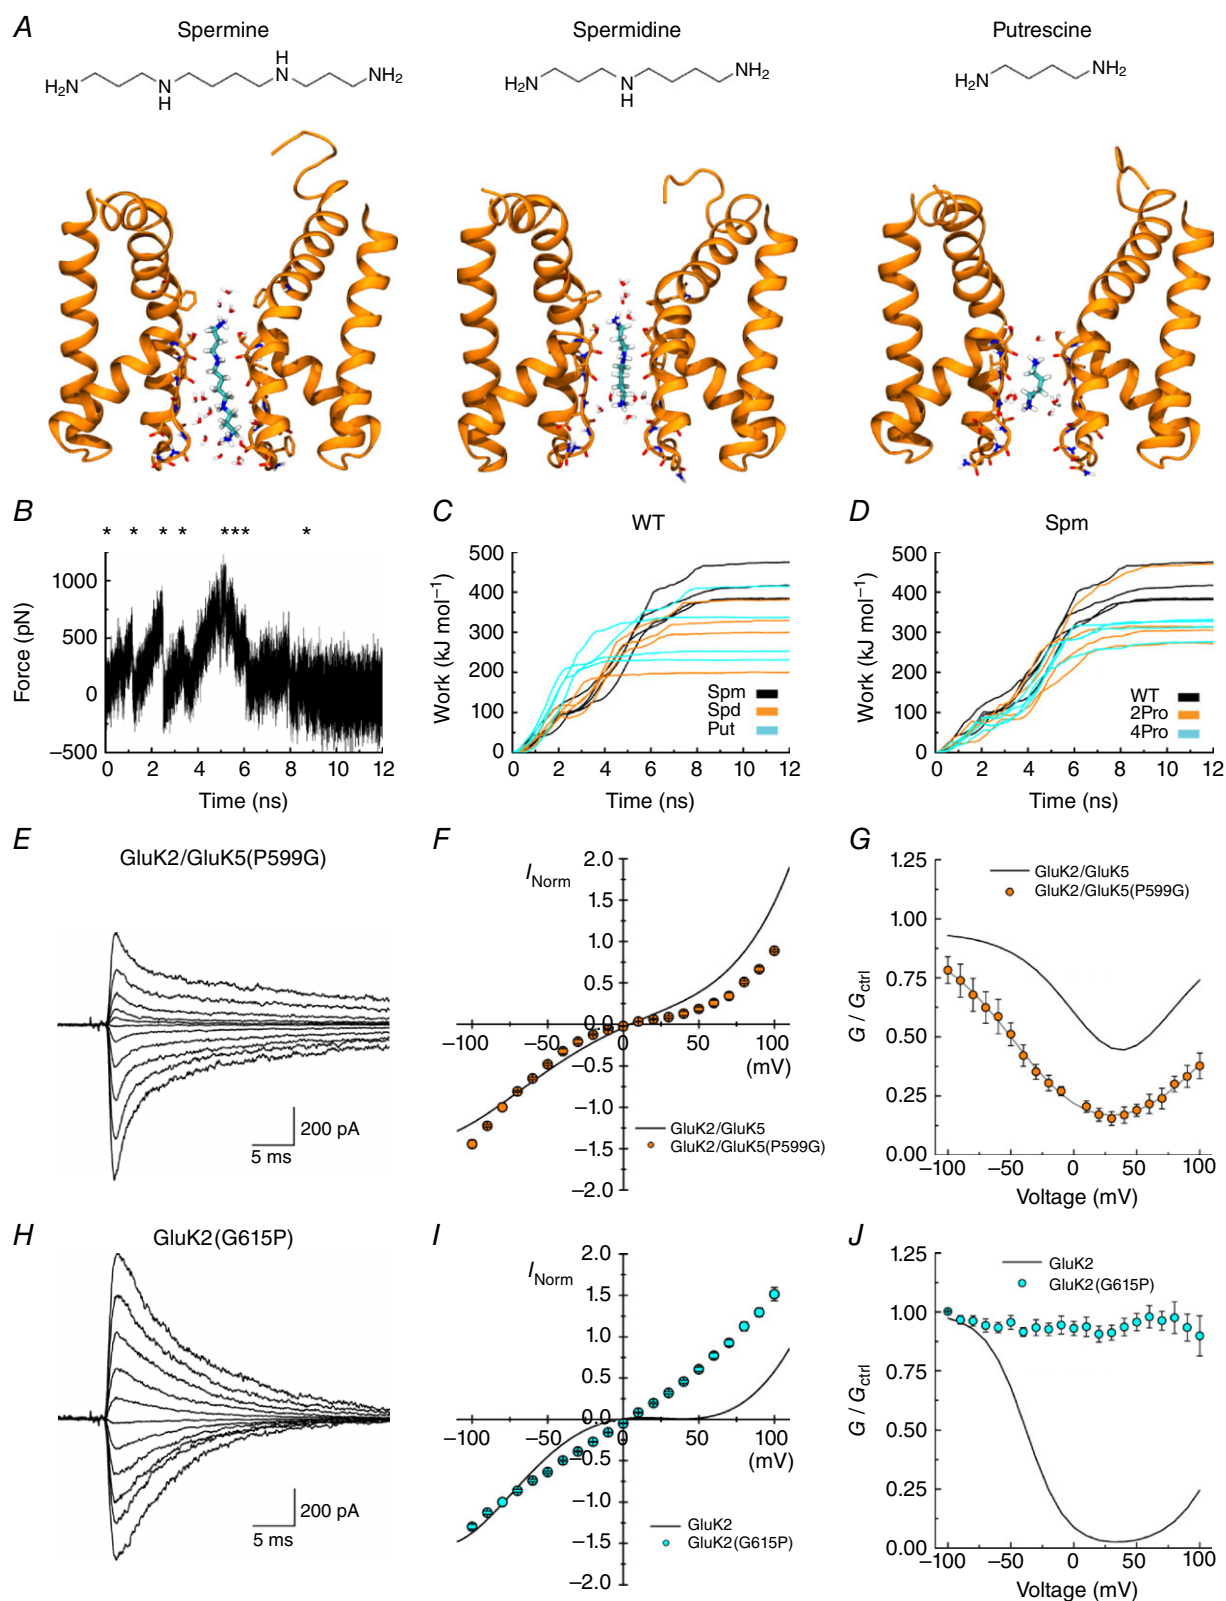 A
Spermine
Spermidine
Putrescine
H
H2N
N
N
H
NH2
H2N
N
H
NH2
H2N
NH2
B
* * * * *** *
Force (pN)
1000
500
0
–500
0 2 4 6 8 10 12
Time (ns)
C
WT
Work (kJ mol–1)
500
400
300
200
100
0
Spm
Spd
Put
0 2 4 6 8 10 12
Time (ns)
D
Spm
Work (kJ mol–1)
500
400
300
200
100
0
WT
2Pro
4Pro
0 2 4 6 8 10 12
Time (ns)
E
GluK2/GluK5(P599G)
200 pA
5 ms
F
INorm
2.0
1.5
1.0
0.5
0.0
–0.5
–1.0
–1.5
–2.0
–100 –50 0 50 100
(mV)
GluK2/GluK5
GluK2/GluK5(P599G)
G
G / Gctrl
1.25
1.00
0.75
0.50
0.25
0.00
GluK2/GluK5
GluK2/GluK5(P599G)
–100 –50 0 50 100
Voltage (mV)
H
GluK2(G615P)
200 pA
5 ms
I
INorm
2.0
1.5
1.0
0.5
0.0
–0.5
–1.0
–1.5
–2.0
–100 –50 0 50 100
(mV)
GluK2
GluK2(G615P)
J
G / Gctrl
1.25
1.00
0.75
0.50
0.25
0.00
GluK2
GluK2(G615P)
–100 –50 0 50 100
Voltage (mV)